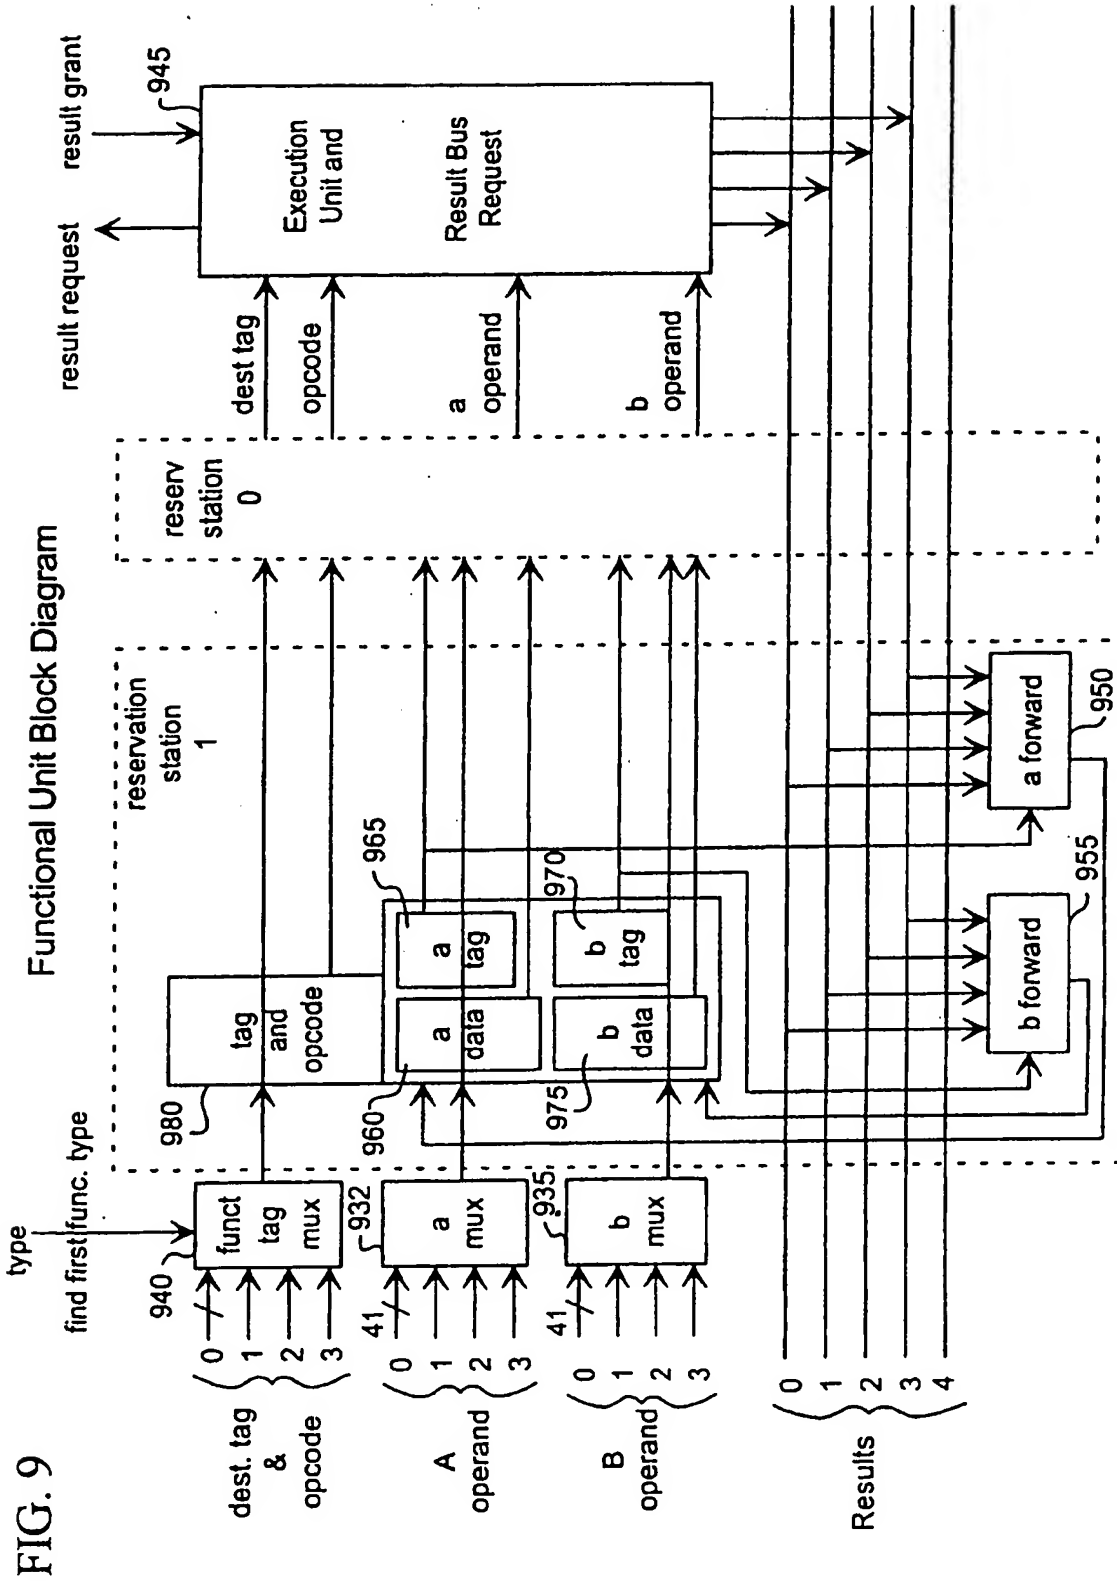 FIG. 9
Functional Unit Block Diagram
type
find first func. type
result request
result grant
945
Execution
Unit and
Result Bus
Request
dest tag
opcode
a
operand
b
operand
reserv
station
0
reservation
station
1
940
funct
tag
mux
980
tag
and
opcode
0
1
2
3
dest. tag
&
opcode
932
a
mux
41
0
1
2
3
A
operand
960
a
data
965
a
tag
935
b
mux
41
0
1
2
3
B
operand
975
b
data
970
b
tag
Results
0
1
2
3
4
b forward
955
a forward
950